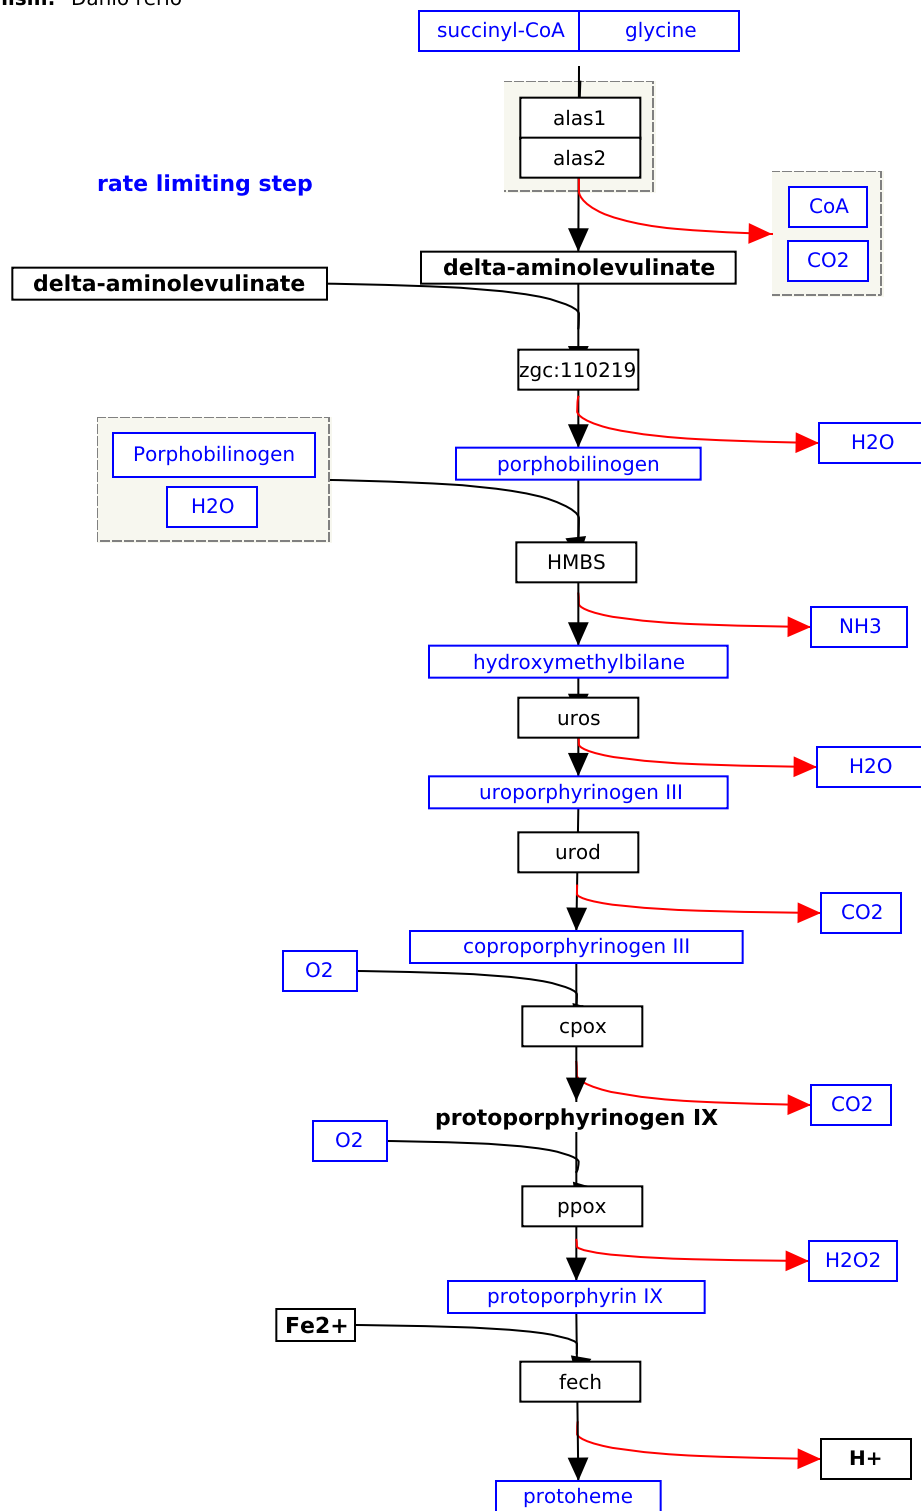 Danio rerio
succinyl-CoA glycine
alas1
alas2
rate limiting step
CoA
CO2
delta-aminolevulinate
delta-aminolevulinate
zgc:110219
H2O
Porphobilinogen
porphobilinogen
H2O
HMBS
NH3
hydroxymethylbilane
uros
H2O
uroporphyrinogen III
urod
CO2
coproporphyrinogen III
O2
cpox
CO2
protoporphyrinogen IX
O2
ppox
H2O2
protoporphyrin IX
Fe2+
fech
H+
protoheme